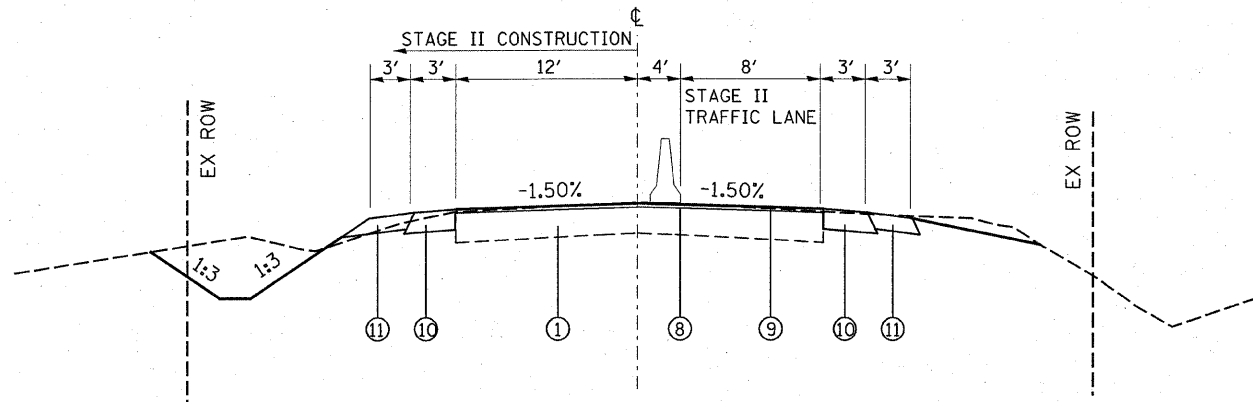 ℄
STAGE II CONSTRUCTION
3' 3' 12' 4' 8' 3' 3'
STAGE II
TRAFFIC LANE
EX ROW
EX ROW
-1.50% -1.50%
1:3 1:3
11 10 1 8 9 10 11